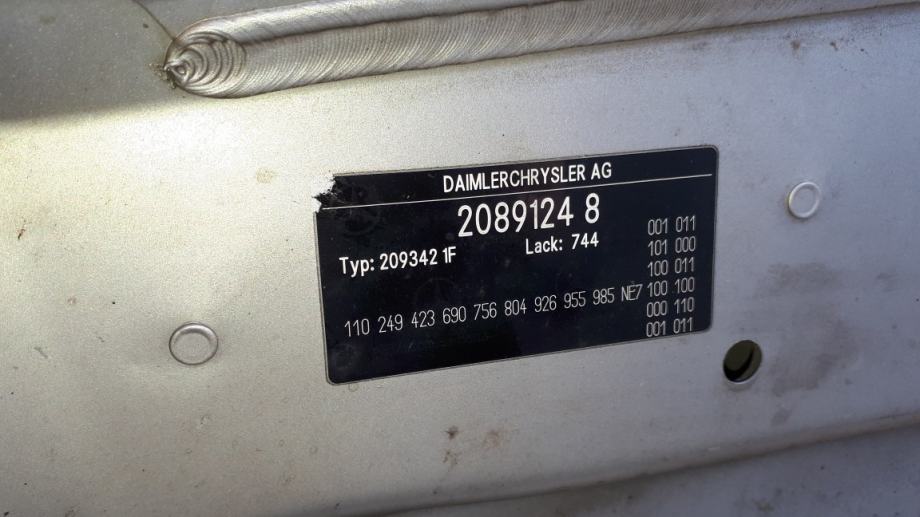 DAIMLERCHRYSLER AG
2089124 8
Typ: 209342 1F Lack: 744
001 011
101 000
100 011
110 249 423 690 756 804 926 955 985 NE7 100 100
000 110
001 011